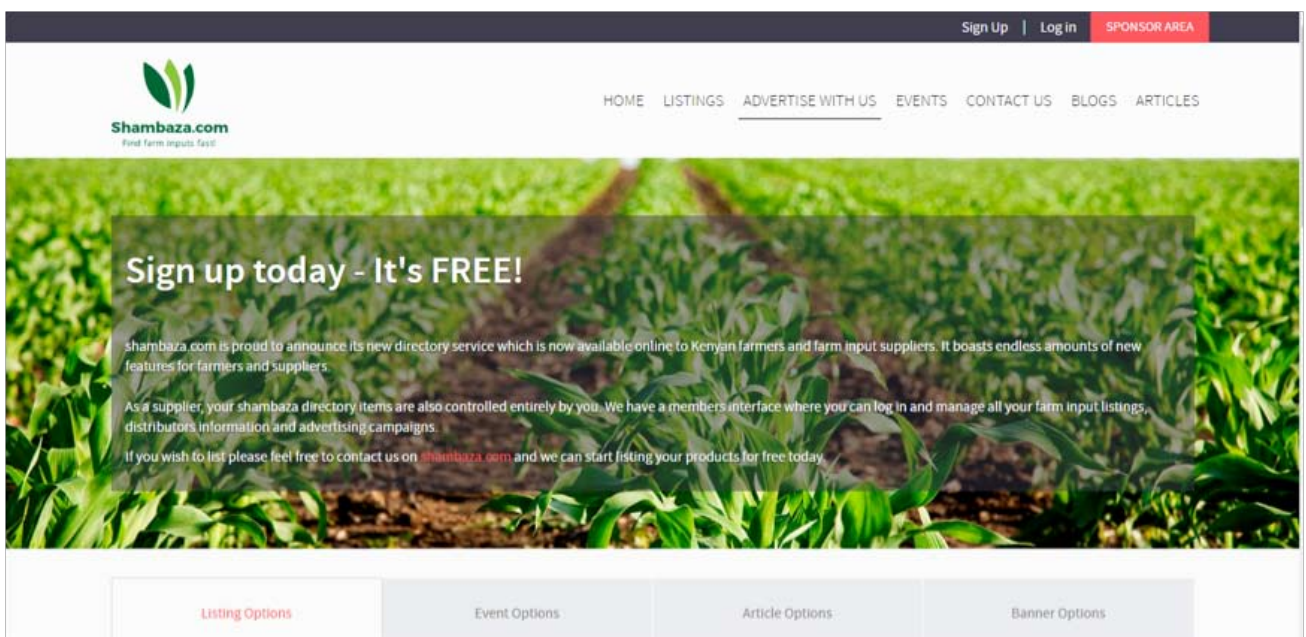 Sign Up | Log in SPONSOR AREA
Shambaza.com
Find farm inputs fast!
HOME LISTINGS ADVERTISE WITH US EVENTS CONTACT US BLOGS ARTICLES
Sign up today - It's FREE!
shambaza.com is proud to announce its new directory service which is now available online to Kenyan farmers and farm input suppliers. It boasts endless amounts of new
features for farmers and suppliers.
As a supplier, your shambaza directory items are also controlled entirely by you. We have a members interface where you can log in and manage all your farm input listings,
distributors information and advertising campaigns.
If you wish to list please feel free to contact us on shambaza.com and we can start listing your products for free today.
Listing Options Event Options Article Options Banner Options